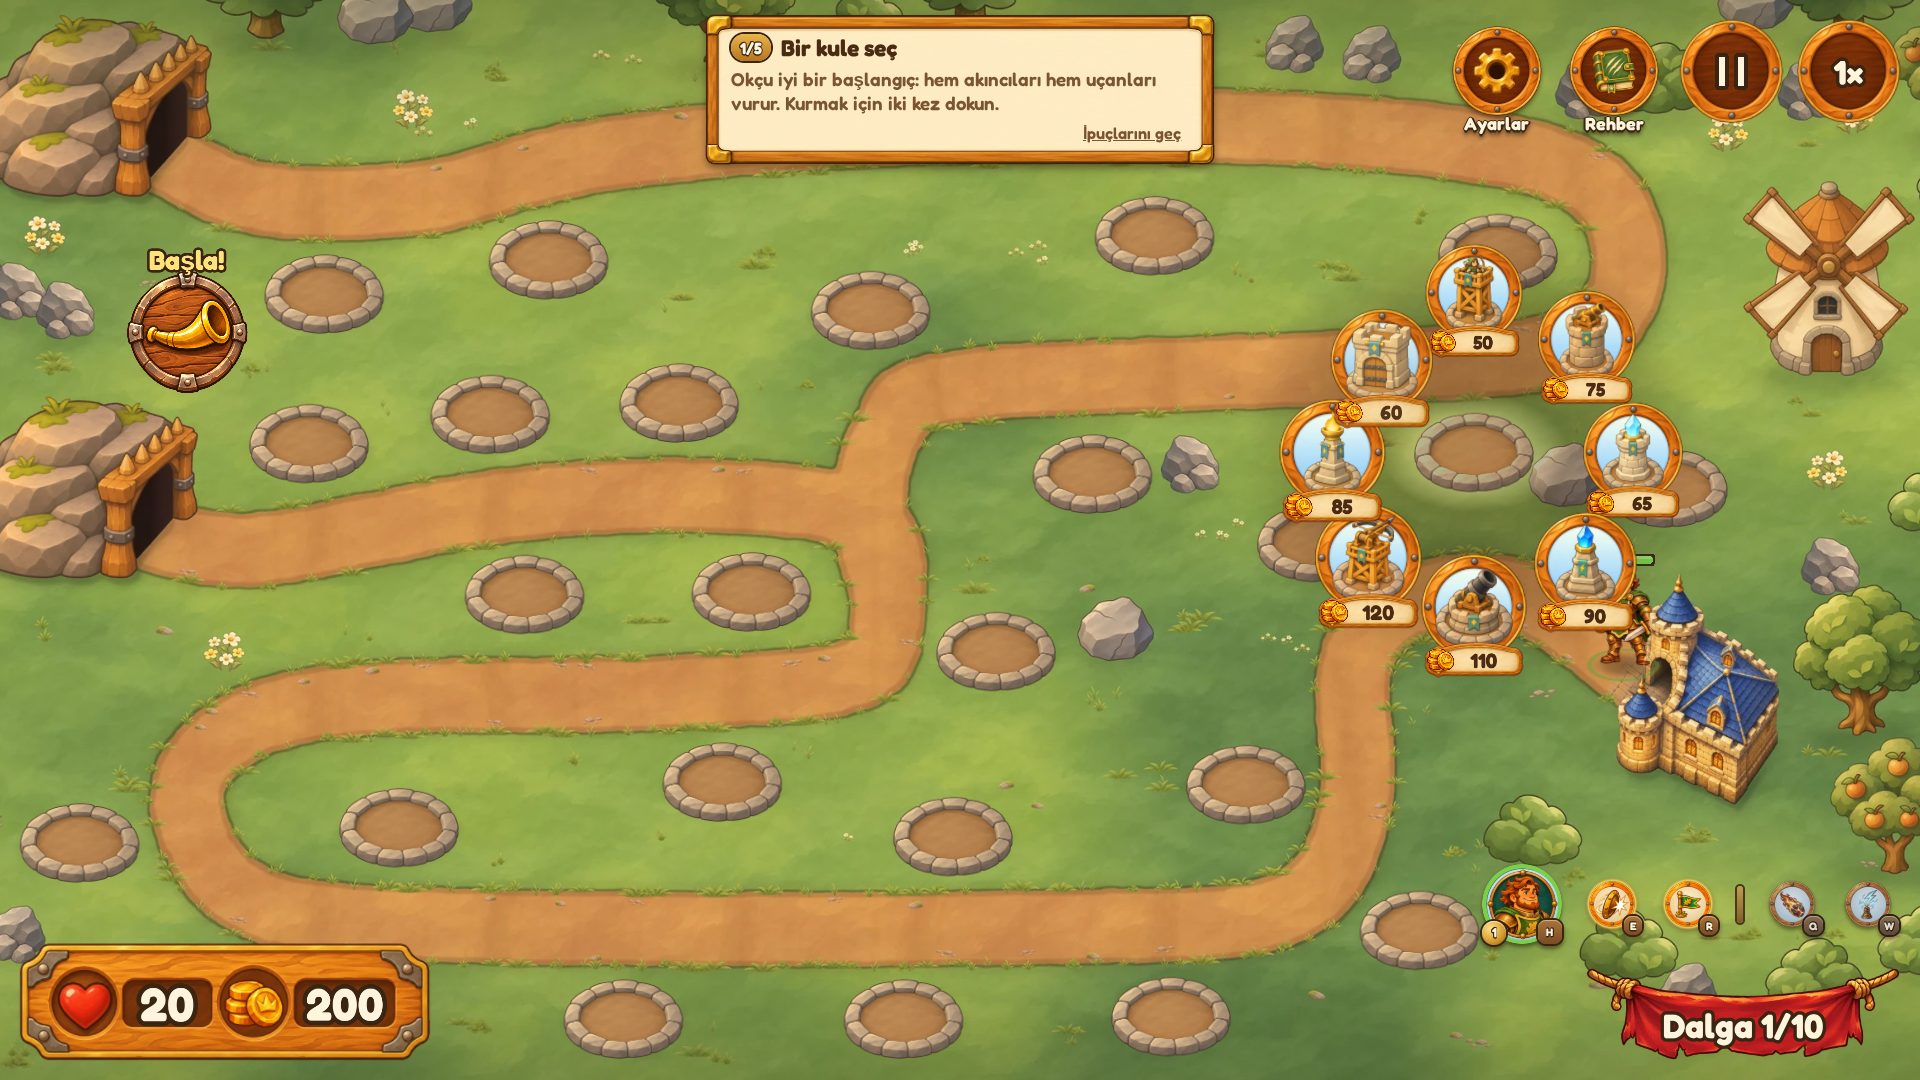 1/5 Bir kule seç
Okçu iyi bir başlangıç: hem akıncıları hem uçanları
vurur. Kurmak için iki kez dokun.
İpuçlarını geç
Ayarlar
Rehber
1x
Başla!
50
75
60
85
65
120
90
110
1
H
E
R
Q
W
20
200
Dalga 1/10